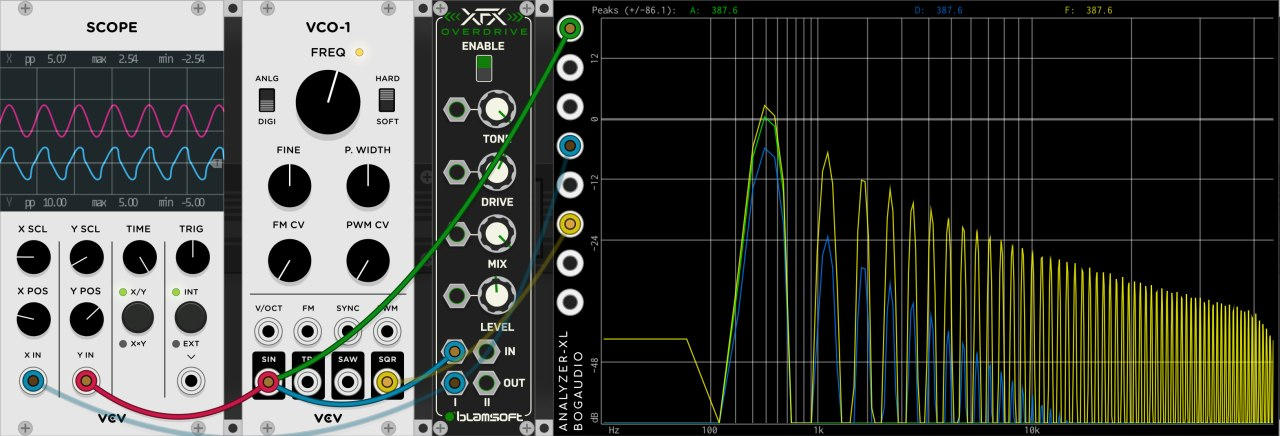 SCOPE
X pp 5.07 max 2.54 min -2.54
T
Y pp 10.00 max 5.00 min -5.00
X SCL Y SCL TIME TRIG
X POS Y POS X/Y INT
X×Y EXT
X IN Y IN
VCV
VCO-1
FREQ
ANLG HARD
DIGI SOFT
FINE P. WIDTH
FM CV PWM CV
V/OCT FM SYNC PWM
SIN TRI SAW SQR
VCV
XFX
OVERDRIVE
ENABLE
TONE
DRIVE
MIX
LEVEL
IN
OUT
I II
blamsoft
ANALYZER-XL
BOGAUDIO
Peaks (+/-86.1): A: 387.6 D: 387.6 F: 387.6
12
0
-12
-24
-48
dB
Hz 100 1k 10k